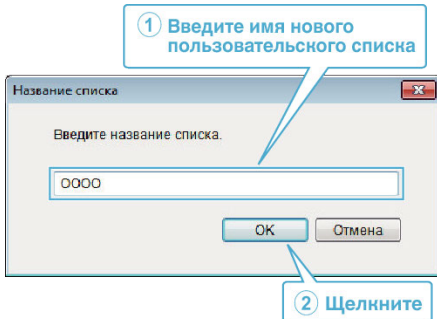 1 Введите имя нового
пользовательского списка
Название списка
Введите название списка.
OOOO
OK
Отмена
2 Щелкните